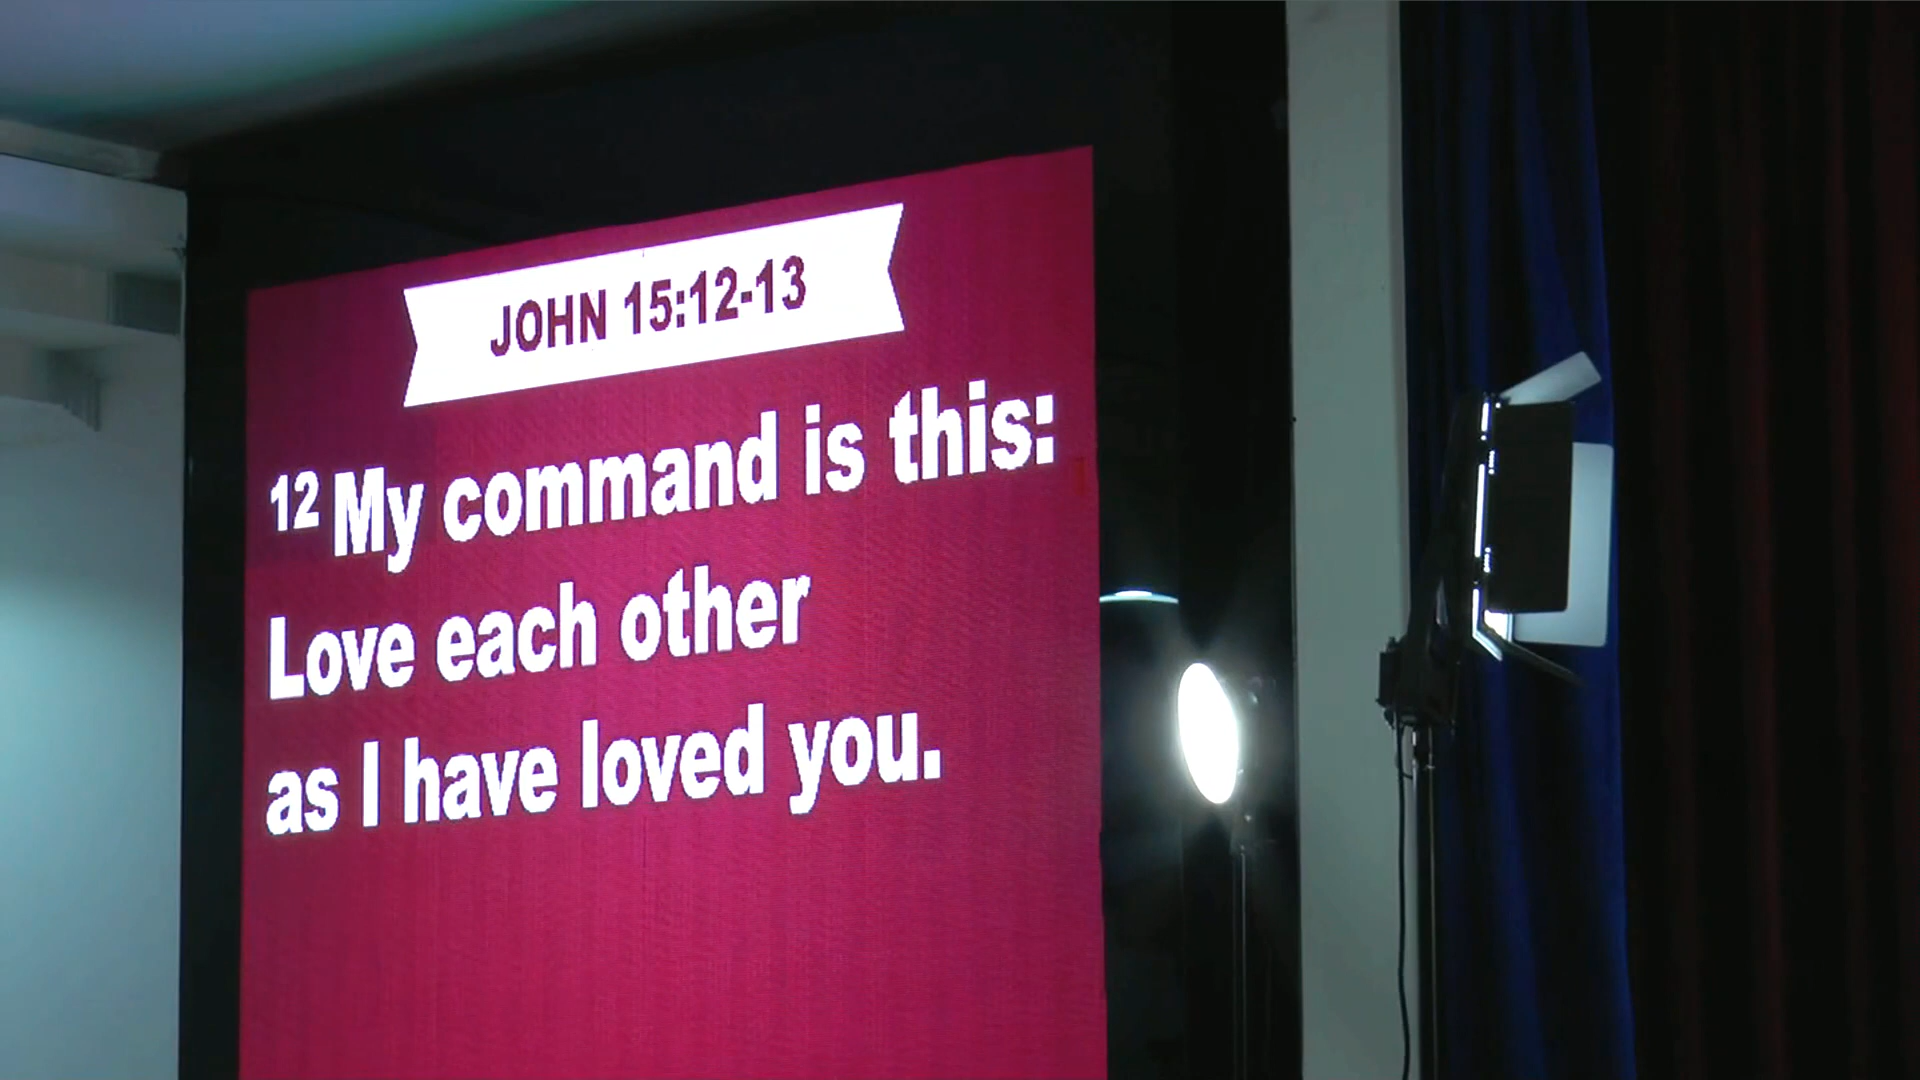 JOHN 15:12-13
12 My command is this:
Love each other
as I have loved you.